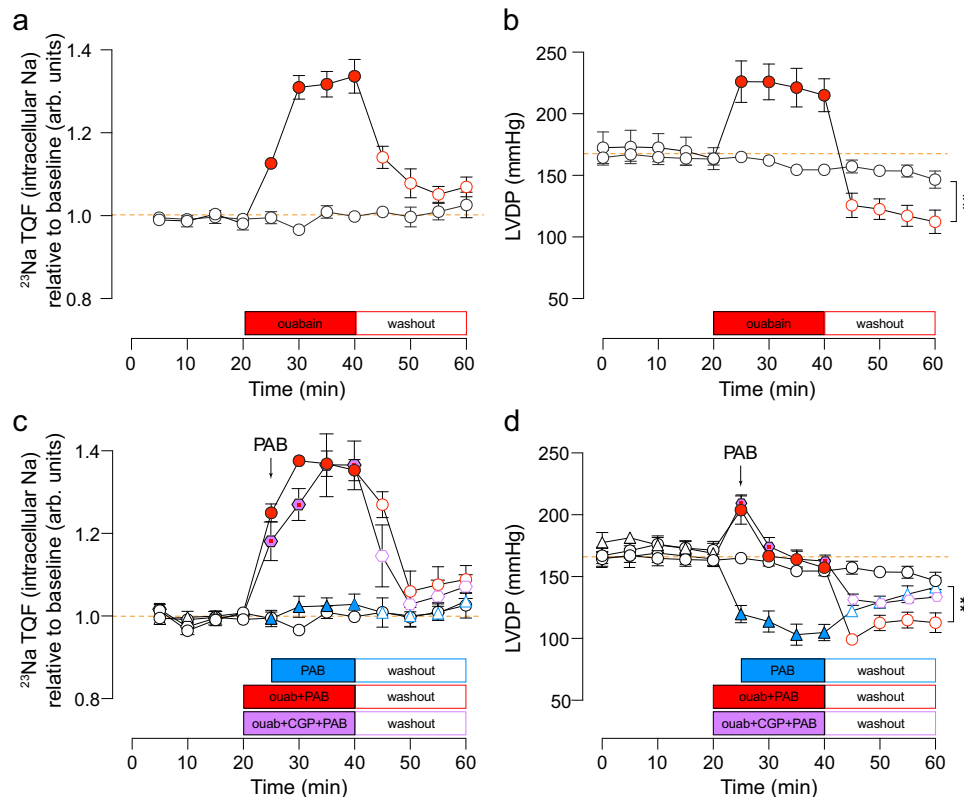 a
²³Na TQF (intracellular Na)
relative to baseline (arb. units)
1.4
1.2
1.0
0.8
ouabain
washout
0 10 20 30 40 50 60
Time (min)
b
LVDP (mmHg)
250
200
150
100
50
ouabain
washout
0 10 20 30 40 50 60
Time (min)
c
²³Na TQF (intracellular Na)
relative to baseline (arb. units)
1.4
1.2
1.0
0.8
PAB
PAB
washout
ouab+PAB
washout
ouab+CGP+PAB
washout
0 10 20 30 40 50 60
Time (min)
d
LVDP (mmHg)
250
200
150
100
50
PAB
**
PAB
washout
ouab+PAB
washout
ouab+CGP+PAB
washout
0 10 20 30 40 50 60
Time (min)